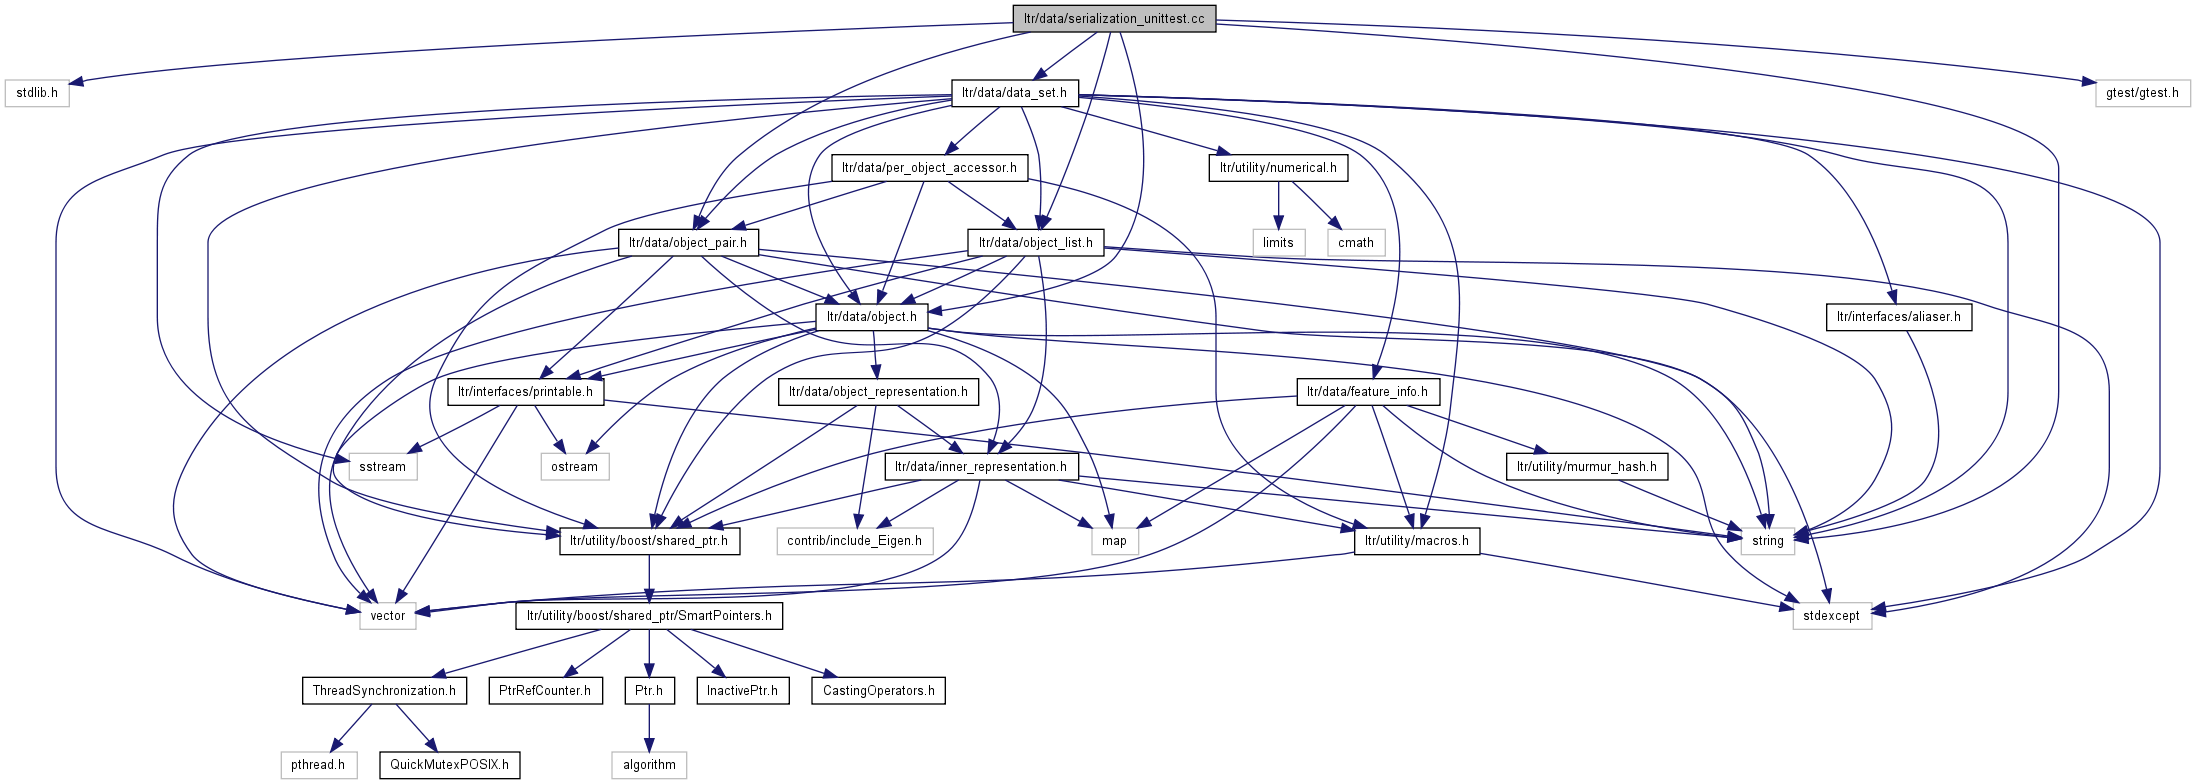 ltr/data/serialization_unittest.cc
stdlib.h
ltr/data/data_set.h
gtest/gtest.h
ltr/data/per_object_accessor.h
ltr/utility/numerical.h
ltr/data/object_pair.h
ltr/data/object_list.h
limits
cmath
ltr/data/object.h
ltr/interfaces/aliaser.h
ltr/interfaces/printable.h
ltr/data/object_representation.h
ltr/data/feature_info.h
sstream
ostream
ltr/data/inner_representation.h
ltr/utility/murmur_hash.h
ltr/utility/boost/shared_ptr.h
contrib/include_Eigen.h
map
ltr/utility/macros.h
string
vector
ltr/utility/boost/shared_ptr/SmartPointers.h
stdexcept
ThreadSynchronization.h
PtrRefCounter.h
Ptr.h
InactivePtr.h
CastingOperators.h
pthread.h
QuickMutexPOSIX.h
algorithm